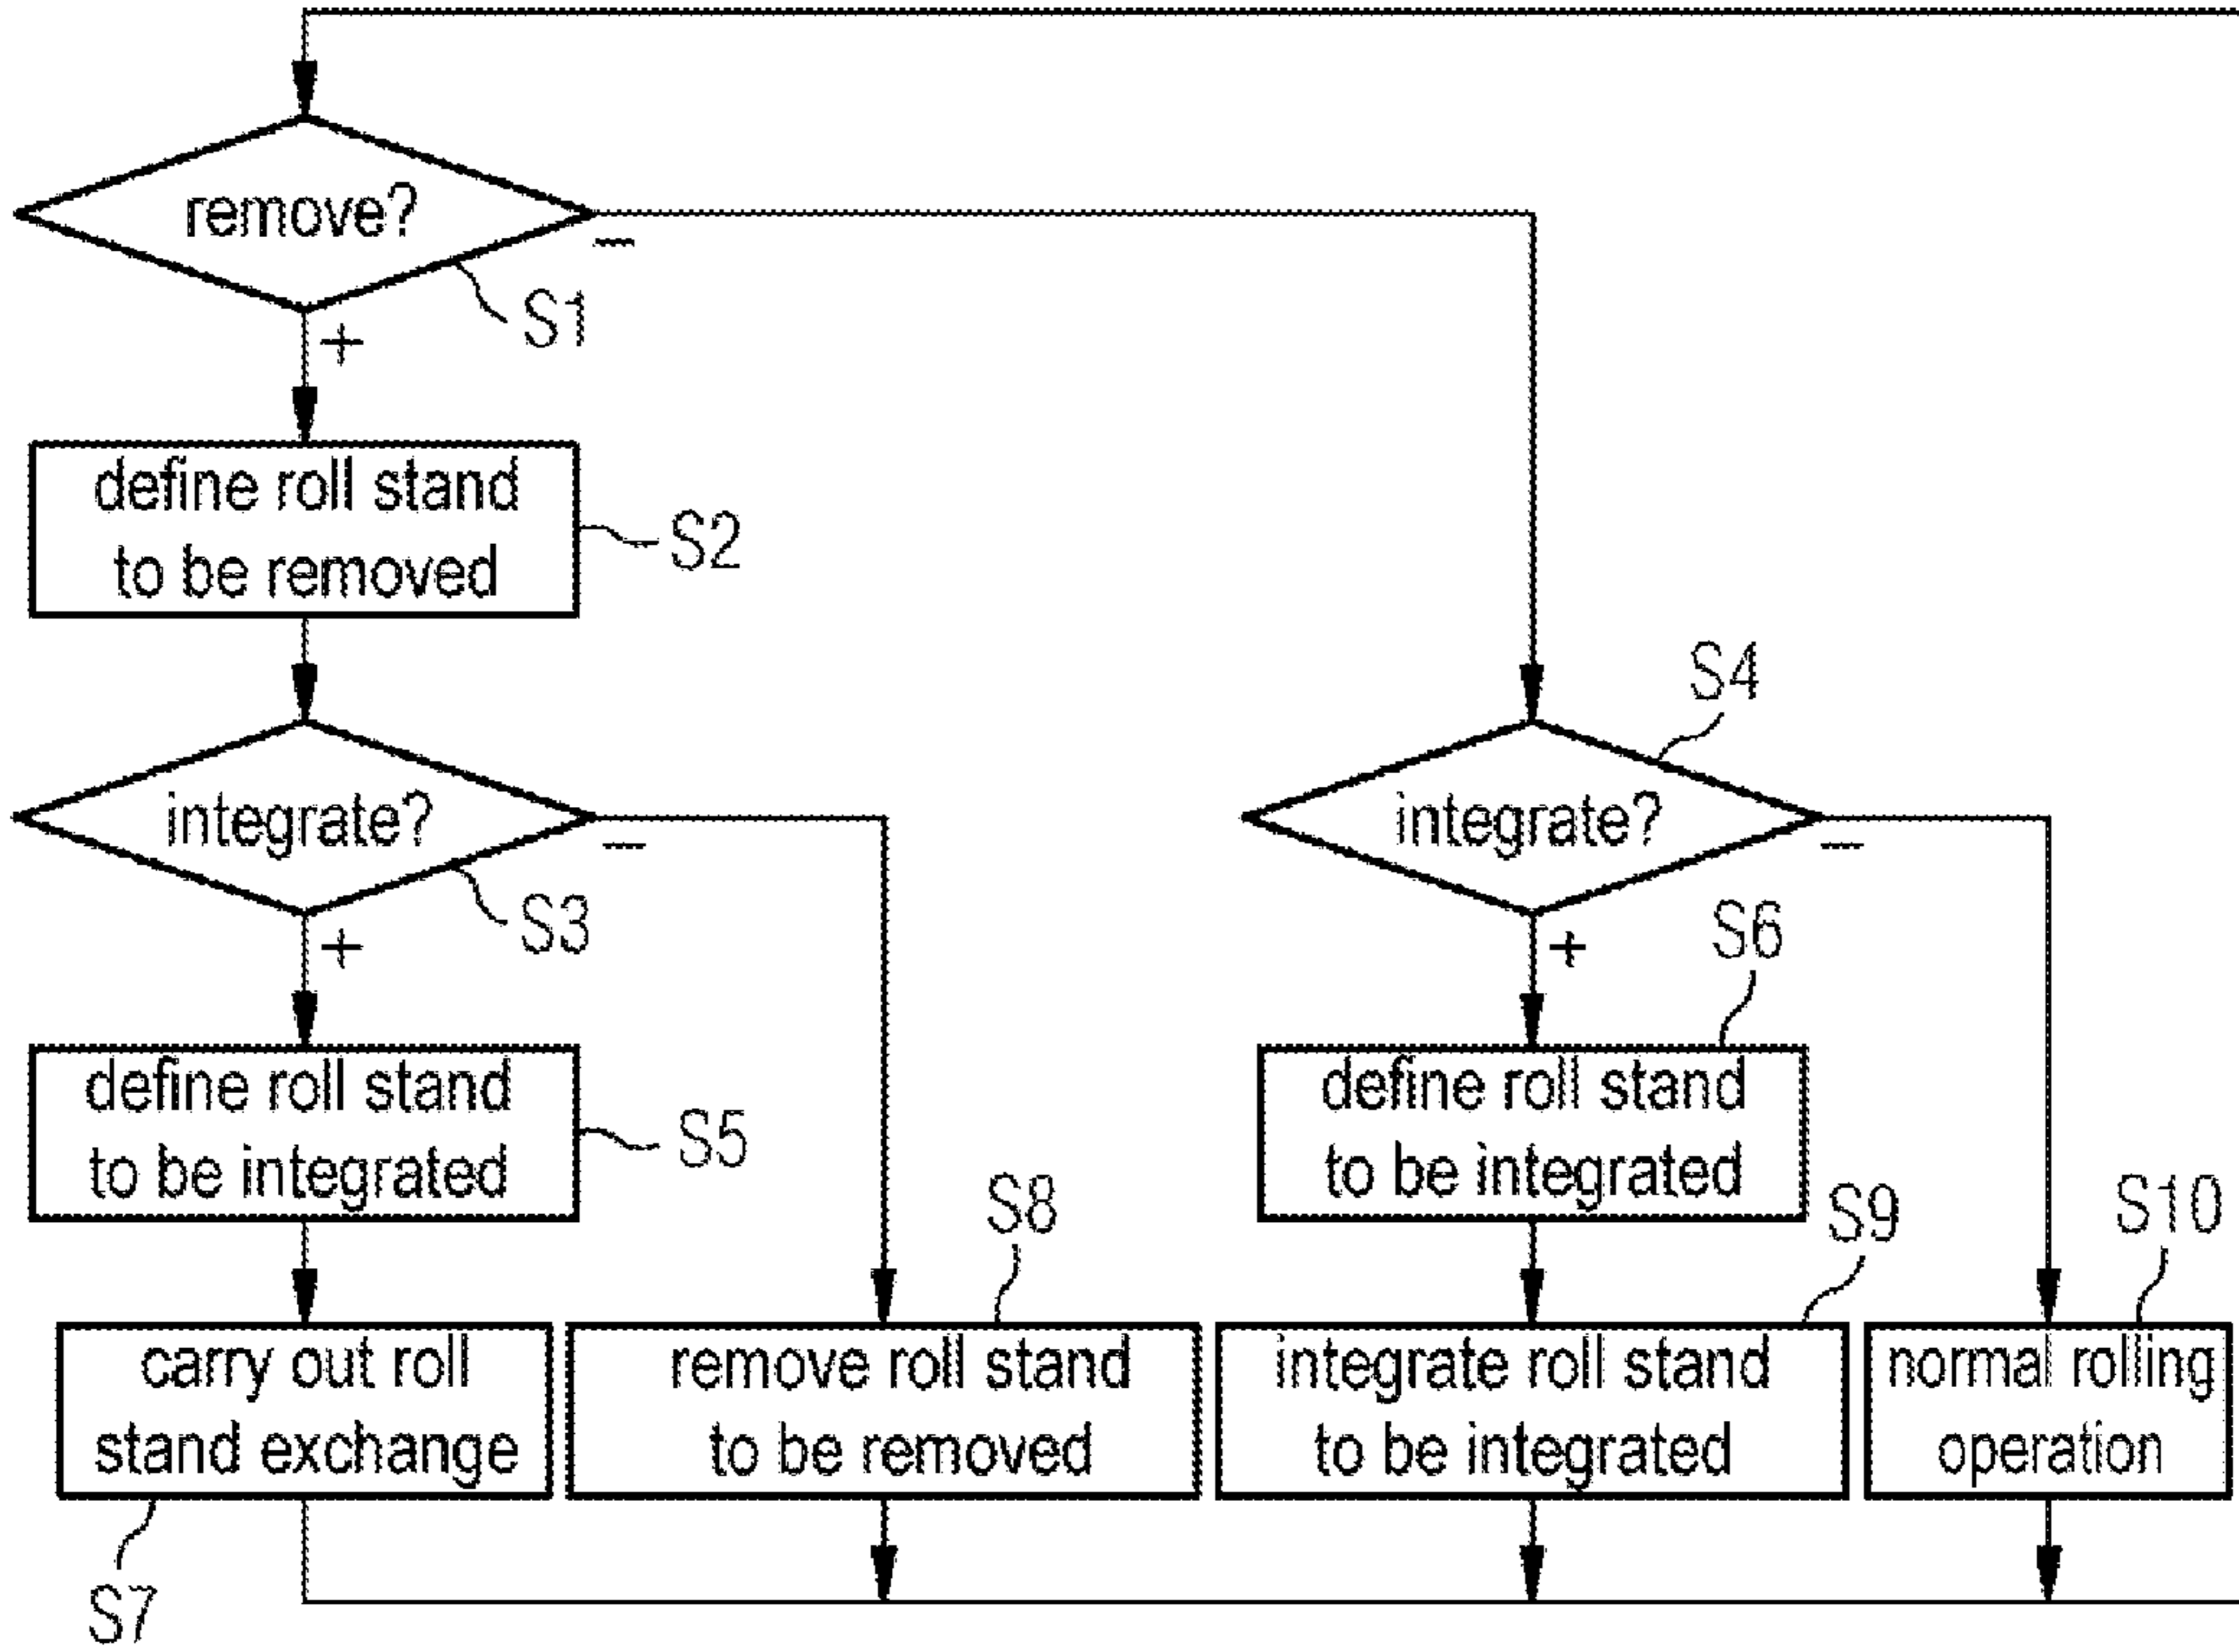 remove?
−
S1
+
define roll stand
to be removed
S2
S4
integrate?
−
S3
+
integrate?
−
S6
+
define roll stand
to be integrated
S5
define roll stand
to be integrated
S8
S9
S10
carry out roll
stand exchange
remove roll stand
to be removed
integrate roll stand
to be integrated
normal rolling
operation
S7